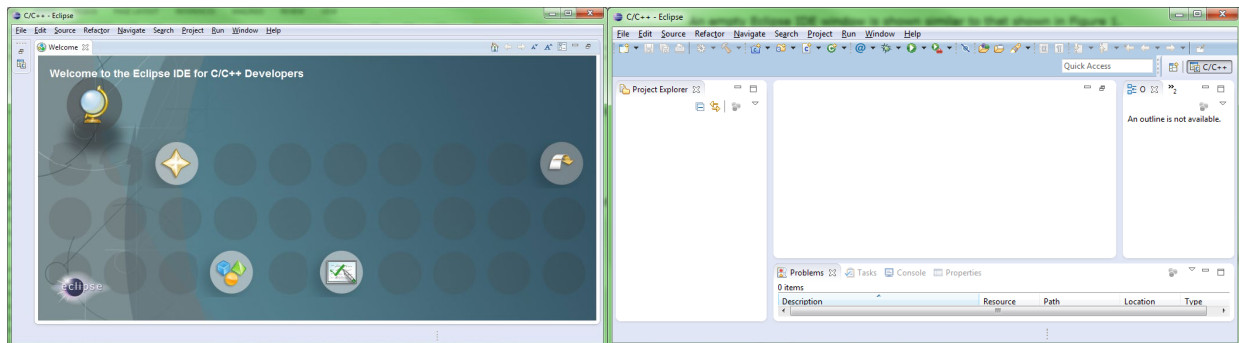 C/C++ - Eclipse
File Edit Source Refactor Navigate Search Project Run Window Help
Welcome
Welcome to the Eclipse IDE for C/C++ Developers
eclipse
C/C++ - Eclipse
An empty Eclipse IDE window is shown similar to that shown in Figure 1.
File Edit Source Refactor Navigate Search Project Run Window Help
Quick Access
C/C++
Project Explorer
O
»2
An outline is not available.
Problems Tasks Console Properties
0 items
Description Resource Path Location Type